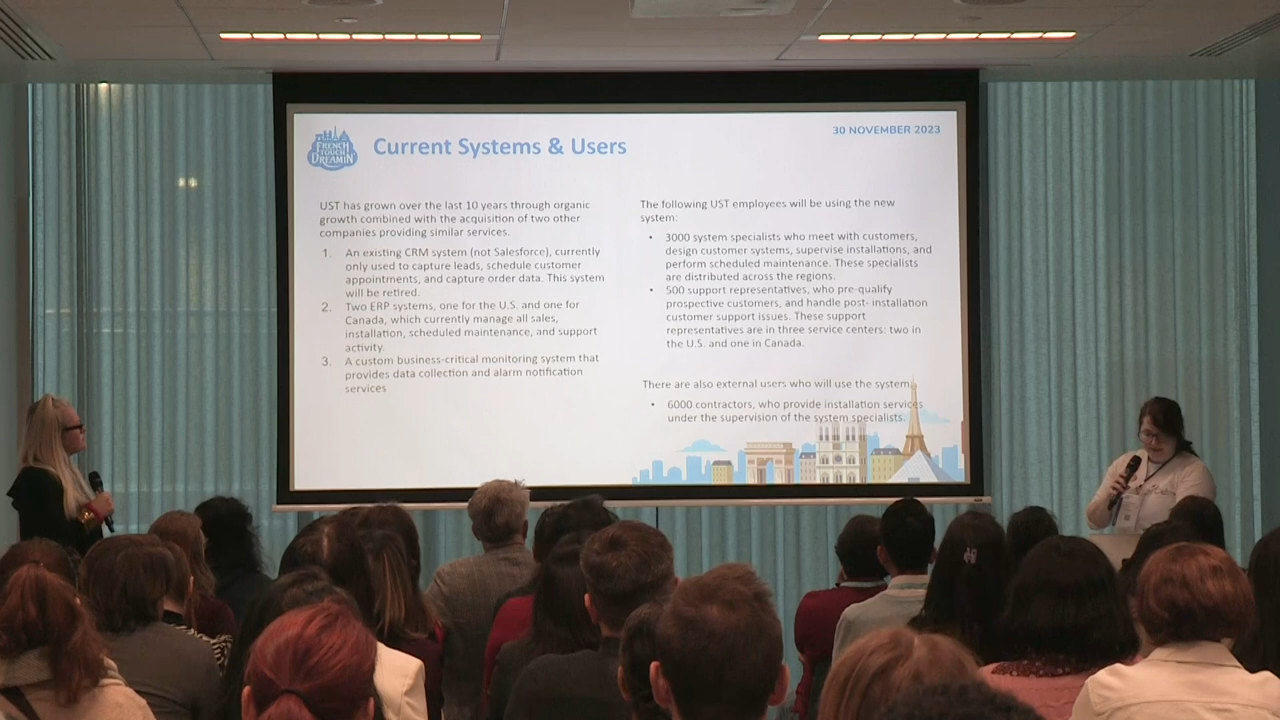 FRENCH
TOUCH
DREAMIN
Current Systems & Users
30 NOVEMBER 2023
UST has grown over the last 10 years through organic
growth combined with the acquisition of two other
companies providing similar services.
1. An existing CRM system (not Salesforce), currently
only used to capture leads, schedule customer
appointments, and capture order data. This system
will be retired.
2. Two ERP systems, one for the U.S. and one for
Canada, which currently manage all sales,
installation, scheduled maintenance, and support
activity.
3. A custom business-critical monitoring system that
provides data collection and alarm notification
services
The following UST employees will be using the new
system:
• 3000 system specialists who meet with customers,
design customer systems, supervise installations, and
perform scheduled maintenance. These specialists
are distributed across the regions.
• 500 support representatives, who pre-qualify
prospective customers, and handle post- installation
customer support issues. These support
representatives are in three service centers: two in
the U.S. and one in Canada.
There are also external users who will use the system:
• 6000 contractors, who provide installation services
under the supervision of the system specialists.